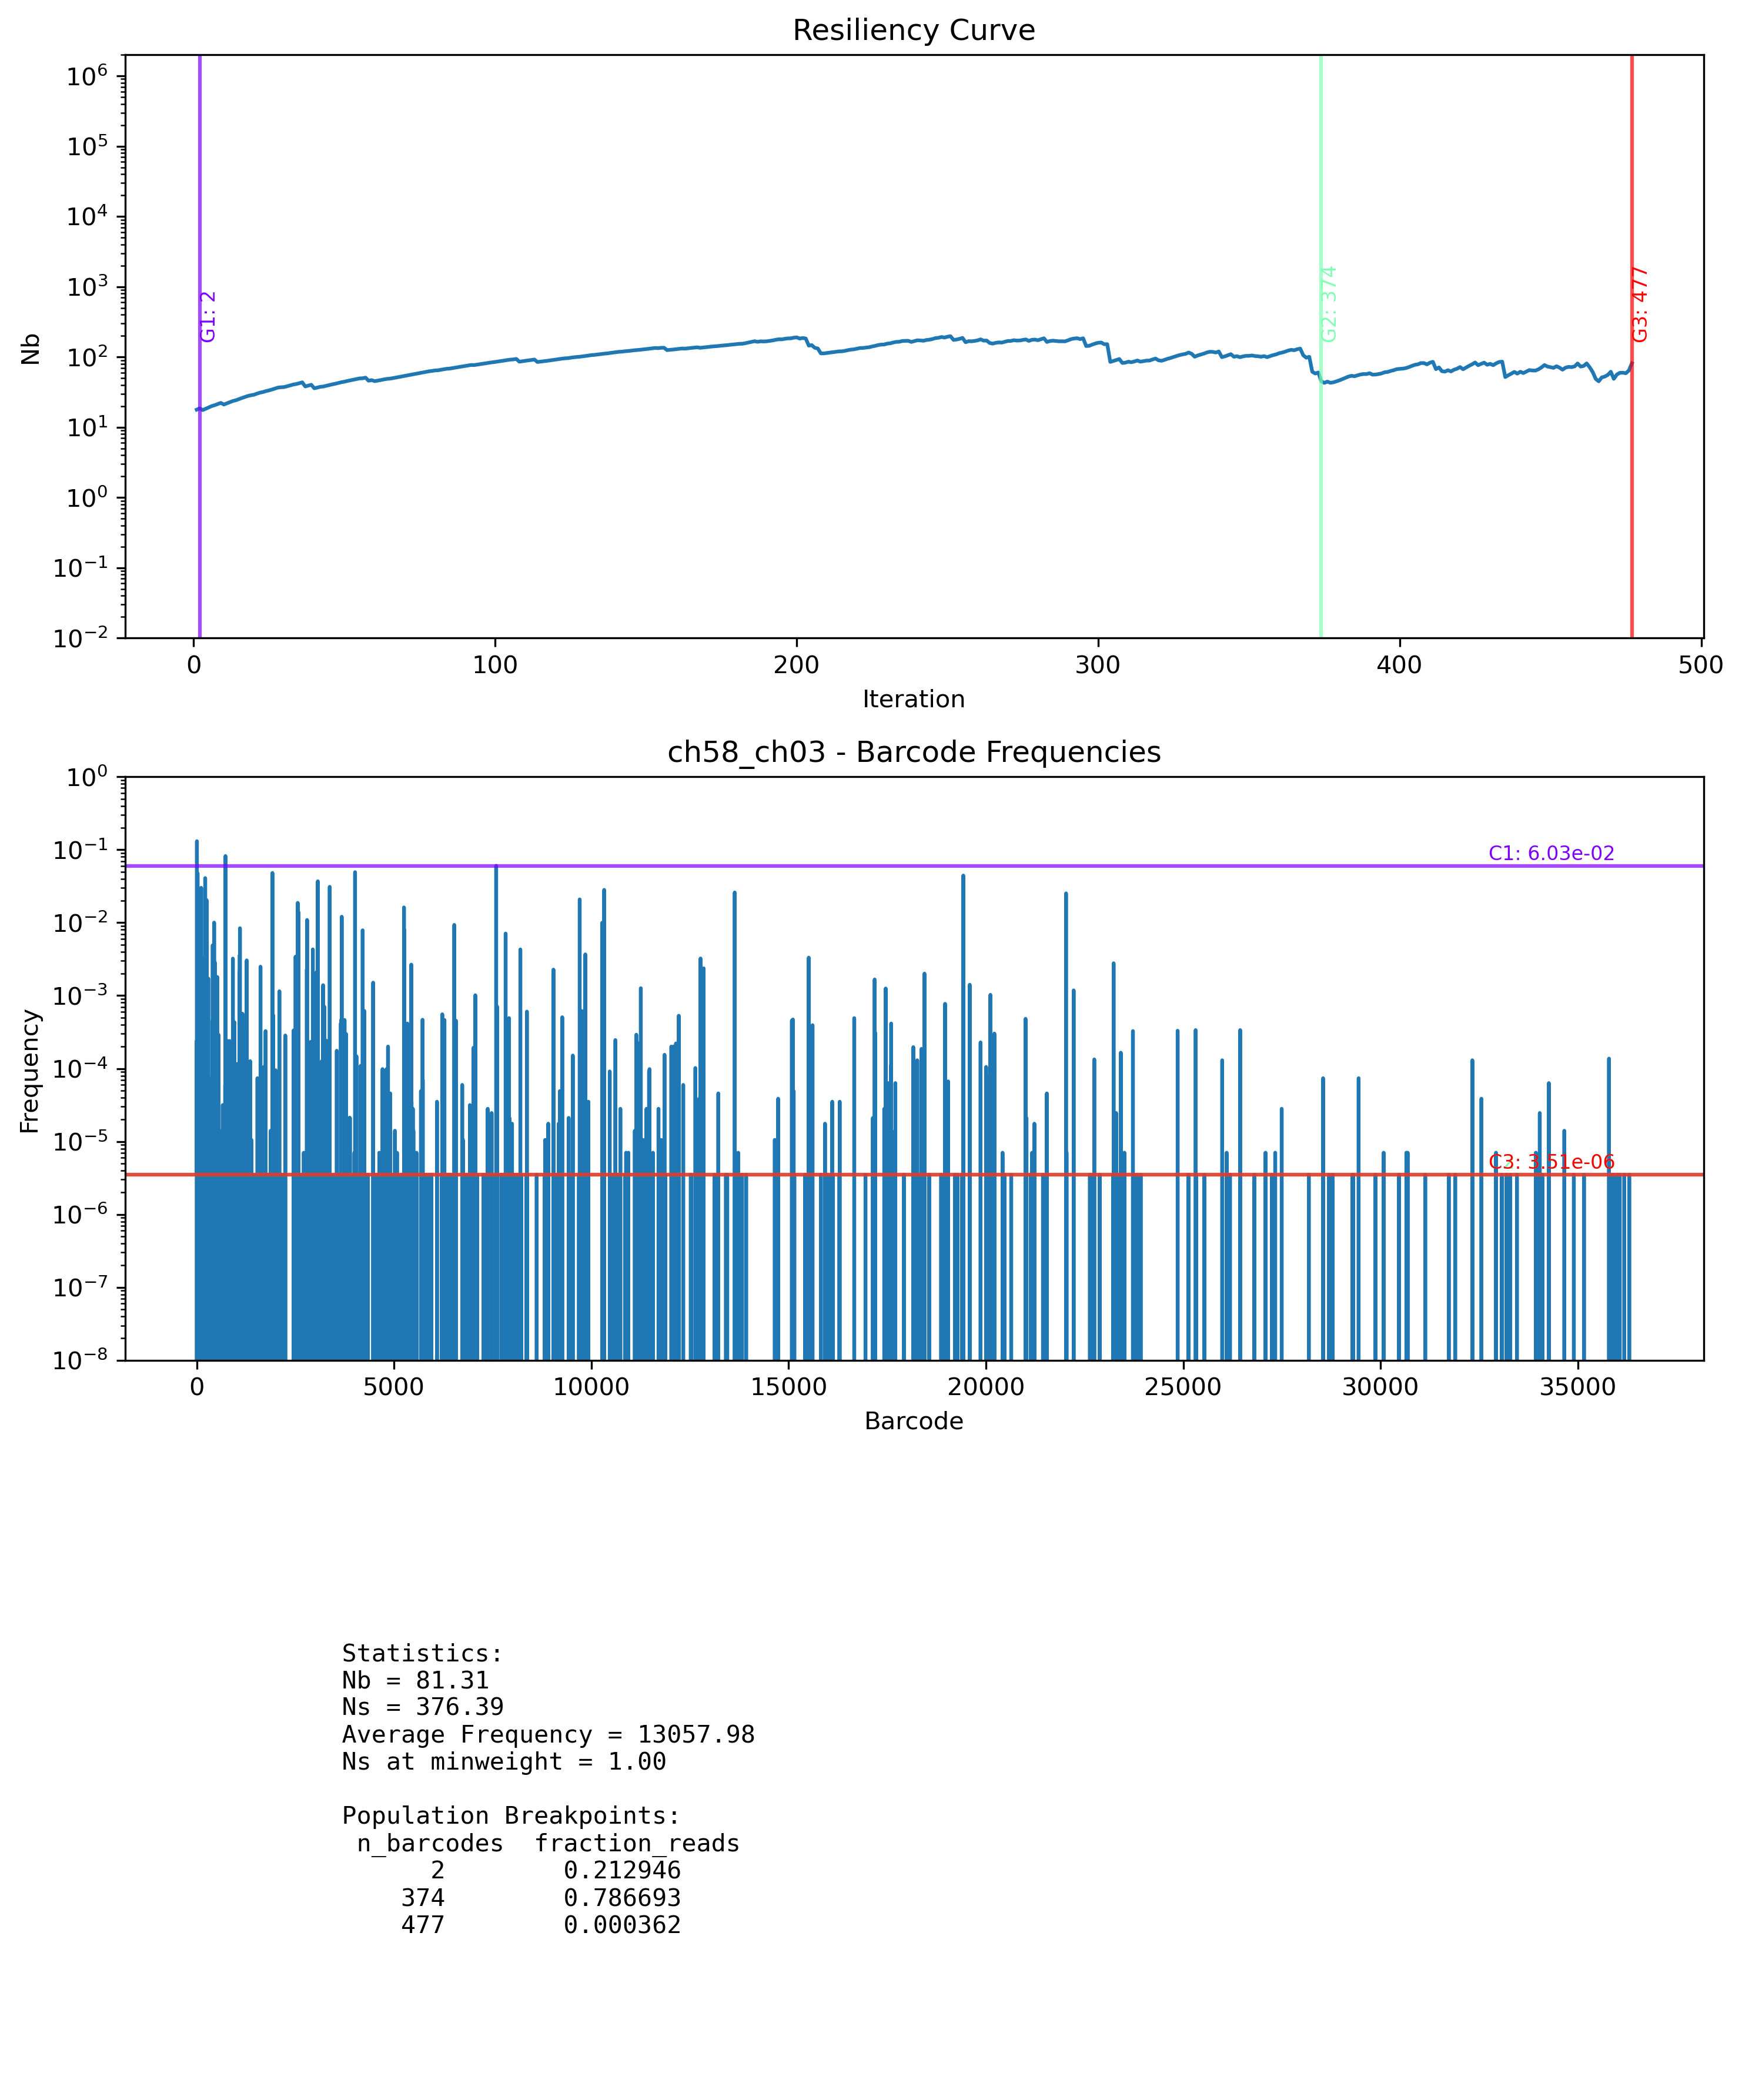 Resiliency Curve
10^6
10^5
10^4
10^3
10^2
10^1
10^0
10^−1
10^−2
Nb
G1: 2
G2: 374
G3: 477
0 100 200 300 400 500
Iteration
ch58_ch03 - Barcode Frequencies
10^0
10^−1
10^−2
10^−3
10^−4
10^−5
10^−6
10^−7
10^−8
Frequency
C1: 6.03e-02
C3: 3.51e-06
0 5000 10000 15000 20000 25000 30000 35000
Barcode
Statistics:
Nb = 81.31
Ns = 376.39
Average Frequency = 13057.98
Ns at minweight = 1.00
Population Breakpoints:
n_barcodes fraction_reads
2 0.212946
374 0.786693
477 0.000362